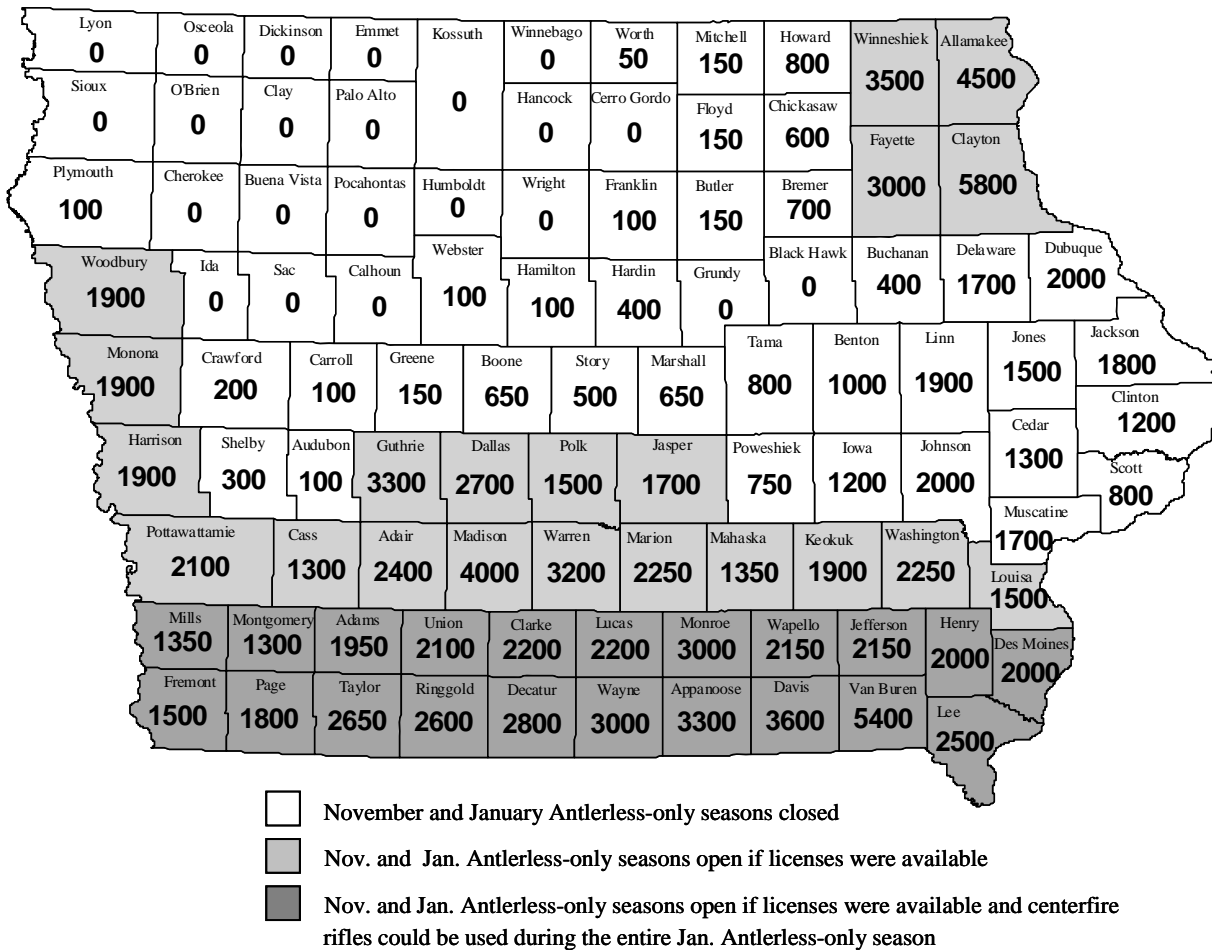 Lyon Osceola Dickinson Emmet Kossuth Winnebago Worth Mitchell Howard Winneshiek Allamakee
0 0 0 0 0 0 50 150 800 3500 4500
Sioux O'Brien Clay Palo Alto Hancock Cerro Gordo Floyd Chickasaw
0 0 0 0 0 0 150 600
Fayette Clayton
3000 5800
Plymouth Cherokee Buena Vista Pocahontas Humboldt Wright Franklin Butler Bremer
100 0 0 0 0 0 100 150 700
Woodbury Ida Sac Calhoun Webster Hamilton Hardin Grundy Black Hawk Buchanan Delaware Dubuque
1900 0 0 0 100 100 400 0 0 400 1700 2000
Monona Crawford Carroll Greene Boone Story Marshall Tama Benton Linn Jones Jackson
1900 200 100 150 650 500 650 800 1000 1900 1500 1800
Clinton
1200
Harrison Shelby Audubon Guthrie Dallas Polk Jasper Poweshiek Iowa Johnson Cedar Scott
1900 300 100 3300 2700 1500 1700 750 1200 2000 1300 800
Muscatine
1700
Pottawattamie Cass Adair Madison Warren Marion Mahaska Keokuk Washington Louisa
2100 1300 2400 4000 3200 2250 1350 1900 2250 1500
Mills Montgomery Adams Union Clarke Lucas Monroe Wapello Jefferson Henry Des Moines
1350 1300 1950 2100 2200 2200 3000 2150 2150 2000 2000
Fremont Page Taylor Ringgold Decatur Wayne Appanoose Davis Van Buren Lee
1500 1800 2650 2600 2800 3000 3300 3600 5400 2500
November and January Antlerless-only seasons closed
Nov. and Jan. Antlerless-only seasons open if licenses were available
Nov. and Jan. Antlerless-only seasons open if licenses were available and centerfire
rifles could be used during the entire Jan. Antlerless-only season